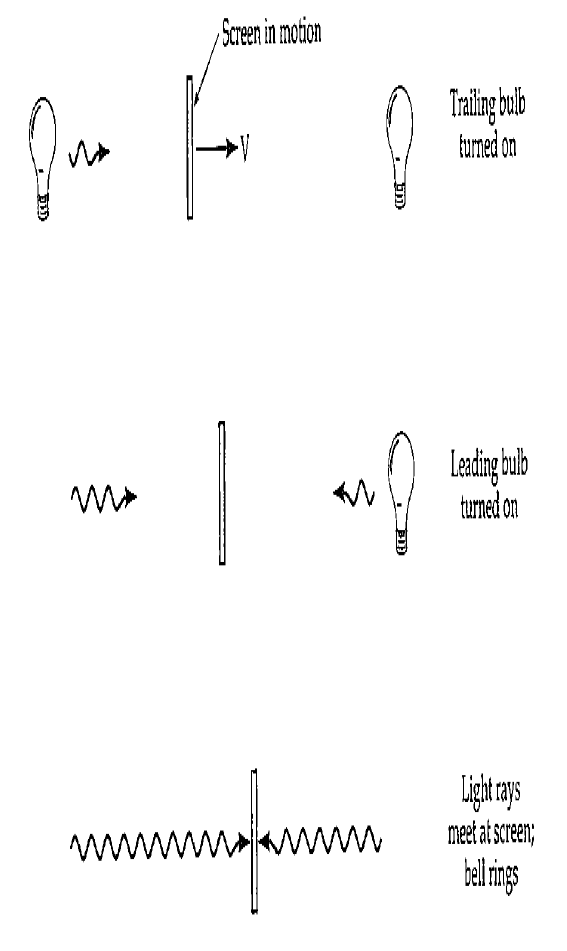 Screen in motion
V
Trailing bulb
turned on
Leading bulb
turned on
Light rays
meet at screen;
bell rings